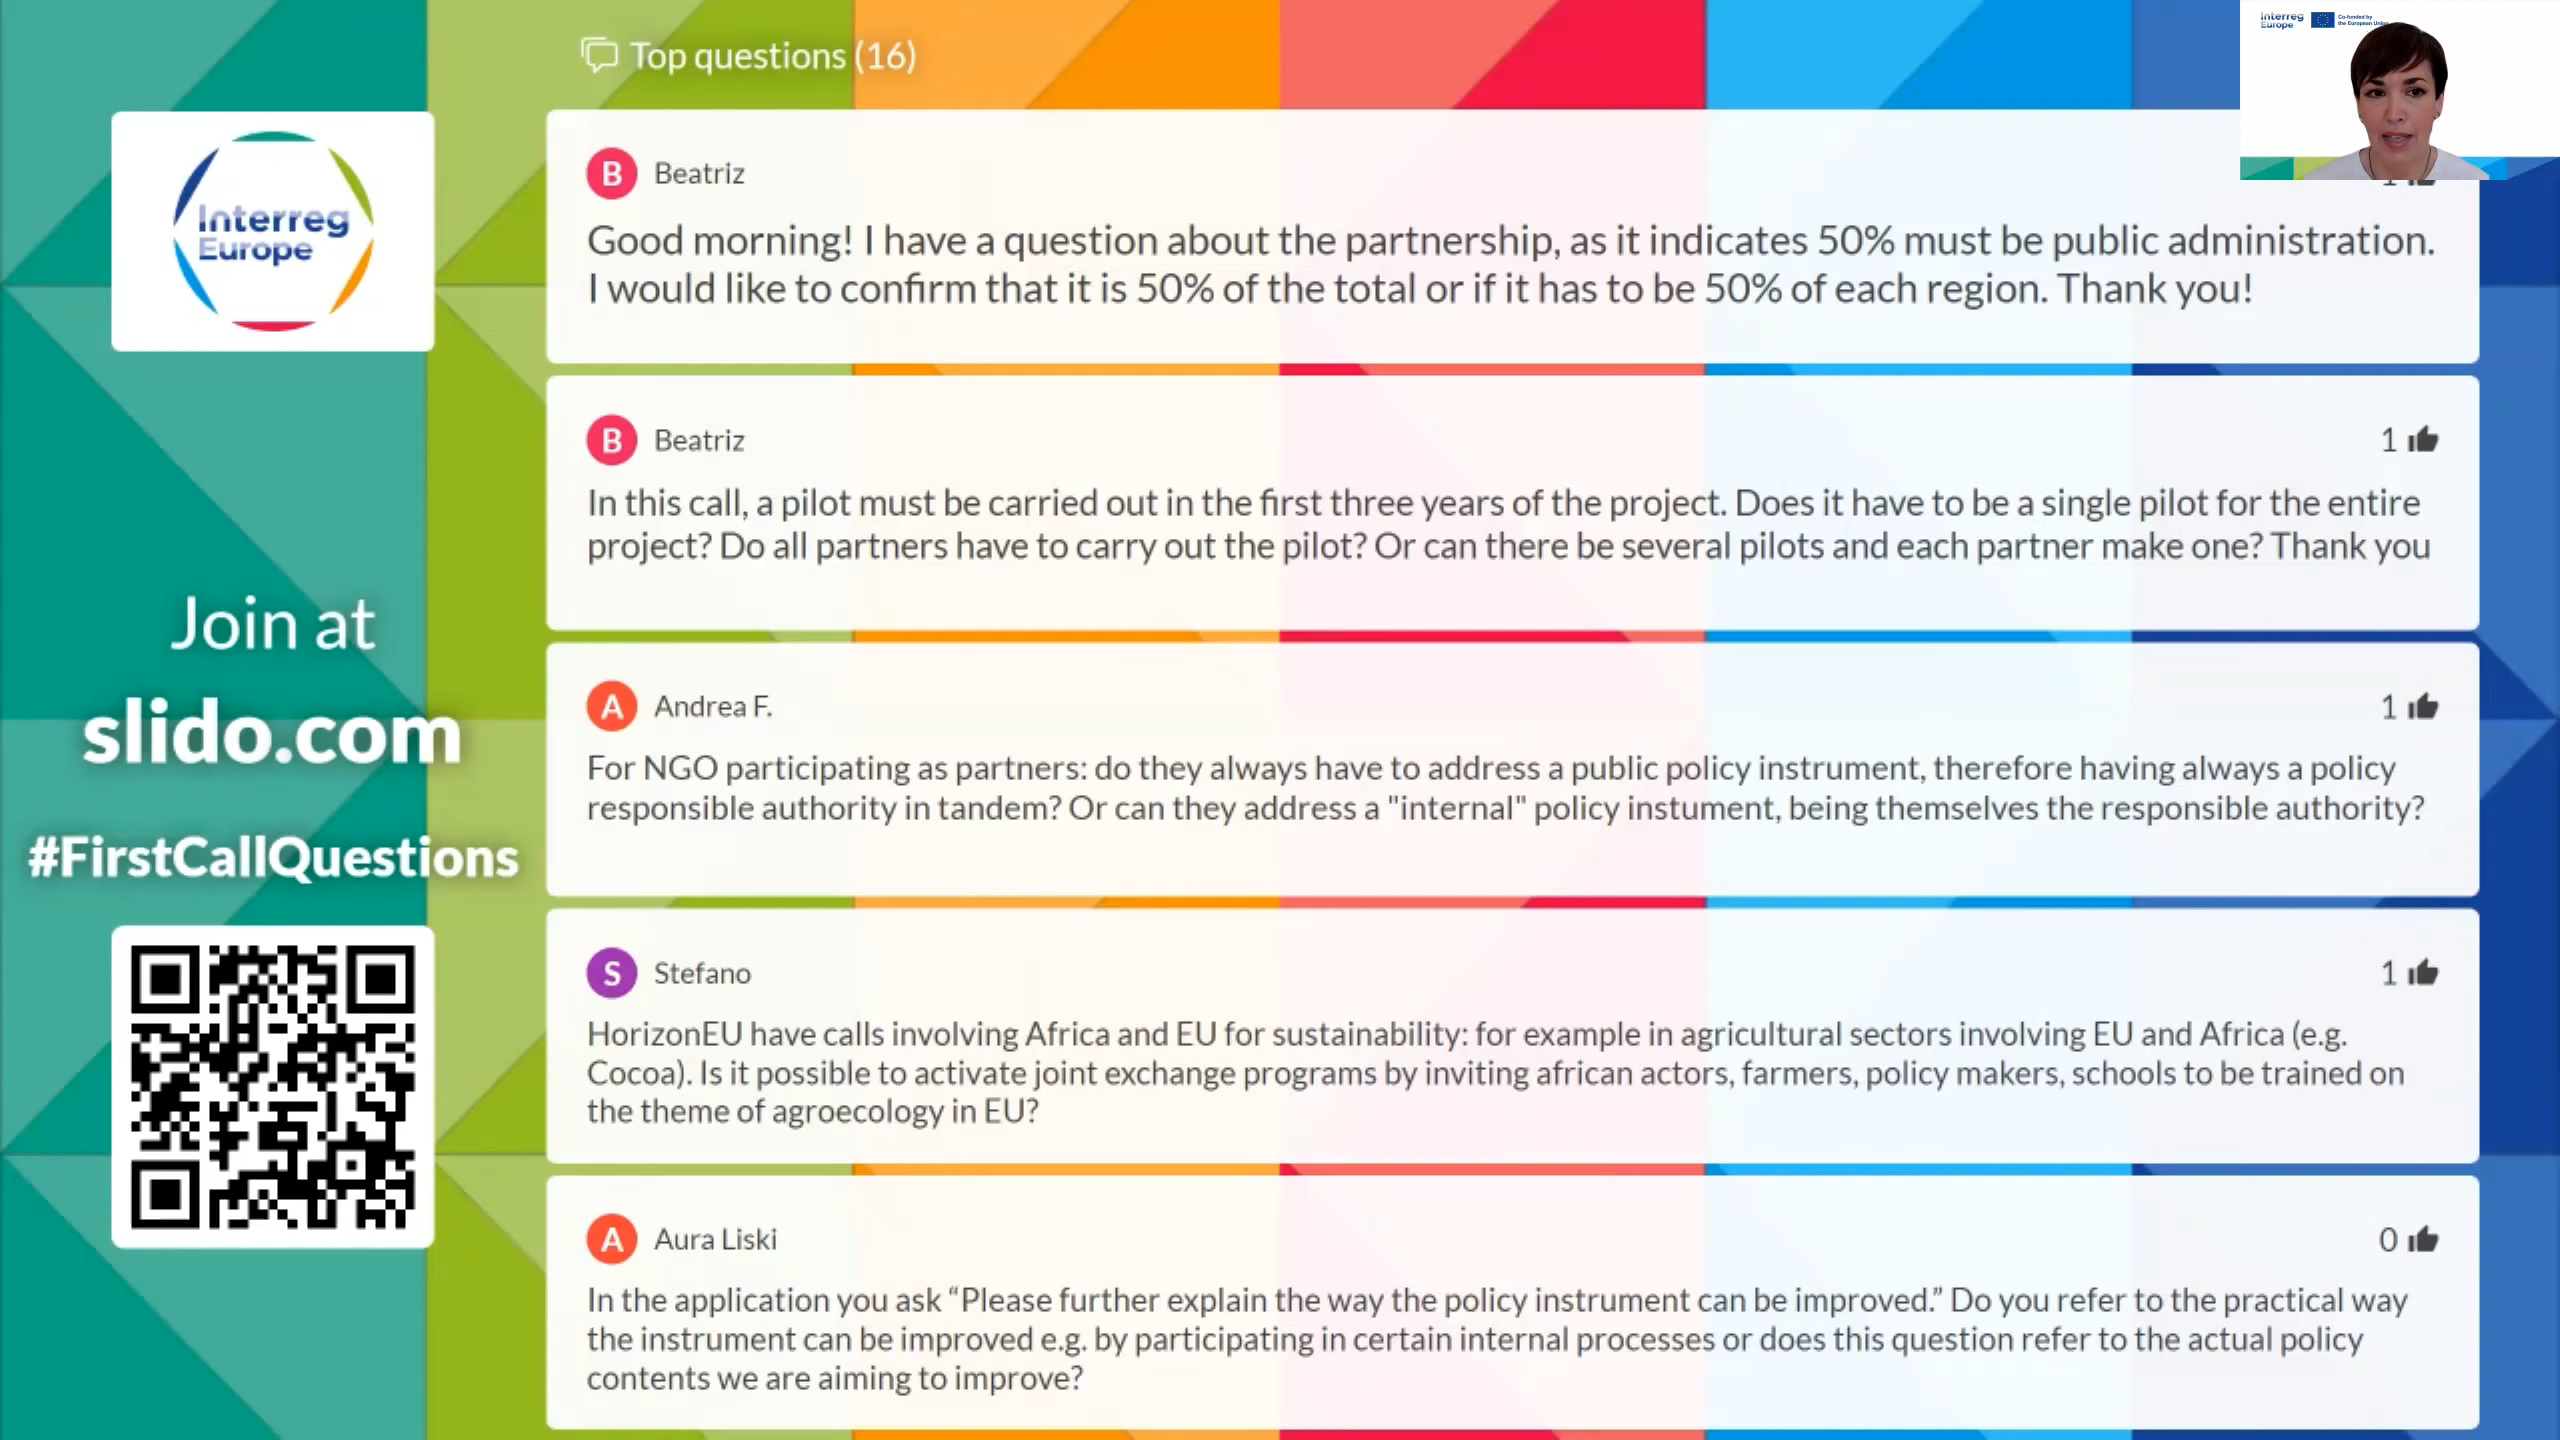 Top questions (16)
Interreg
Europe
Co-funded by
the European Union
Interreg
Europe
Join at
slido.com
#FirstCallQuestions
Beatriz
Good morning! I have a question about the partnership, as it indicates 50% must be public administration.
I would like to confirm that it is 50% of the total or if it has to be 50% of each region. Thank you!
Beatriz
1
In this call, a pilot must be carried out in the first three years of the project. Does it have to be a single pilot for the entire
project? Do all partners have to carry out the pilot? Or can there be several pilots and each partner make one? Thank you
Andrea F.
1
For NGO participating as partners: do they always have to address a public policy instrument, therefore having always a policy
responsible authority in tandem? Or can they address a "internal" policy instument, being themselves the responsible authority?
Stefano
1
HorizonEU have calls involving Africa and EU for sustainability: for example in agricultural sectors involving EU and Africa (e.g.
Cocoa). Is it possible to activate joint exchange programs by inviting african actors, farmers, policy makers, schools to be trained on
the theme of agroecology in EU?
Aura Liski
0
In the application you ask “Please further explain the way the policy instrument can be improved.” Do you refer to the practical way
the instrument can be improved e.g. by participating in certain internal processes or does this question refer to the actual policy
contents we are aiming to improve?